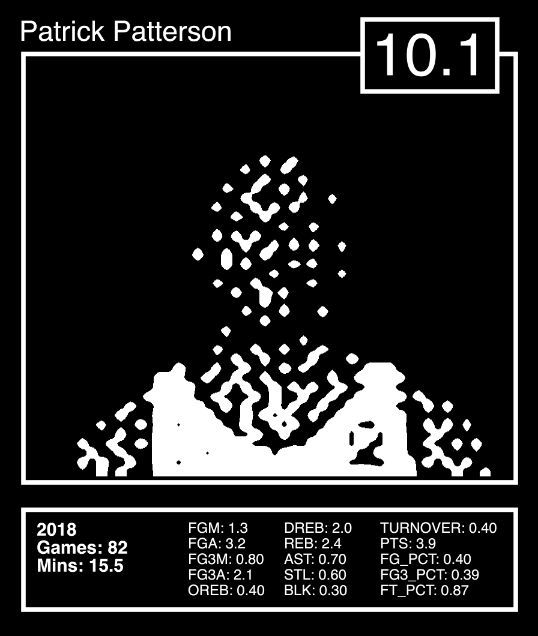 Patrick Patterson
10.1
2018
Games: 82
Mins: 15.5
FGM: 1.3
FGA: 3.2
FG3M: 0.80
FG3A: 2.1
OREB: 0.40
DREB: 2.0
REB: 2.4
AST: 0.70
STL: 0.60
BLK: 0.30
TURNOVER: 0.40
PTS: 3.9
FG_PCT: 0.40
FG3_PCT: 0.39
FT_PCT: 0.87